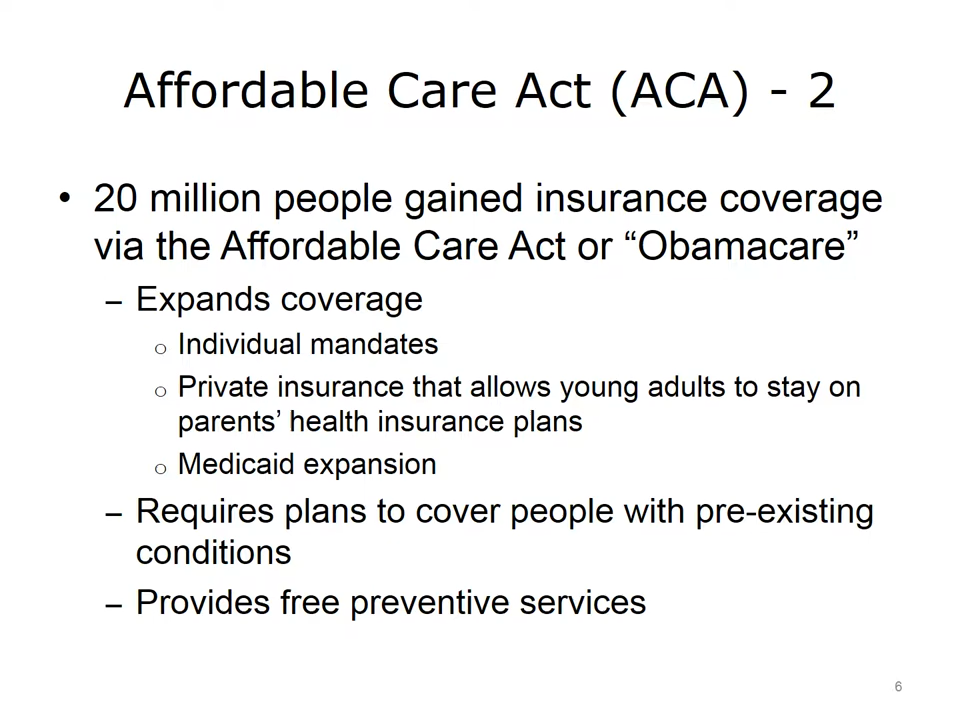 Affordable Care Act (ACA) - 2
• 20 million people gained insurance coverage
via the Affordable Care Act or “Obamacare”
– Expands coverage
o Individual mandates
o Private insurance that allows young adults to stay on
parents’ health insurance plans
o Medicaid expansion
– Requires plans to cover people with pre-existing
conditions
– Provides free preventive services
6